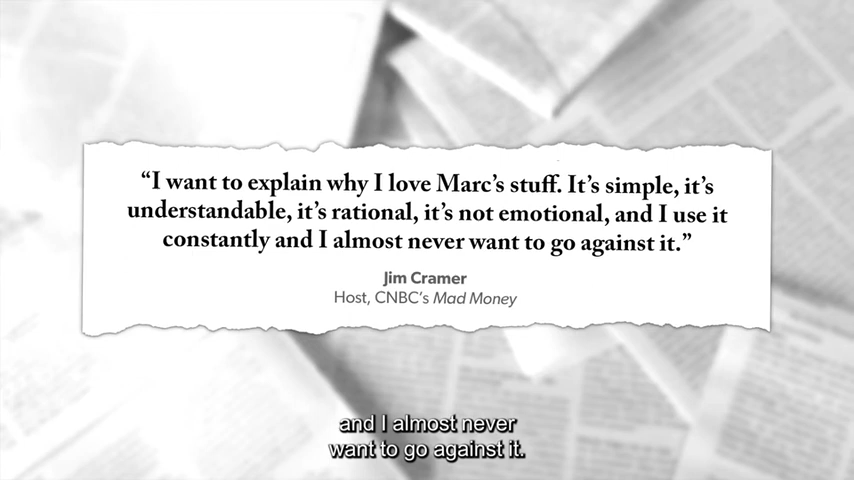 “I want to explain why I love Marc’s stuff. It’s simple, it’s
understandable, it’s rational, it’s not emotional, and I use it
constantly and I almost never want to go against it.”
Jim Cramer
Host, CNBC’s Mad Money
and I almost never
want to go against it.